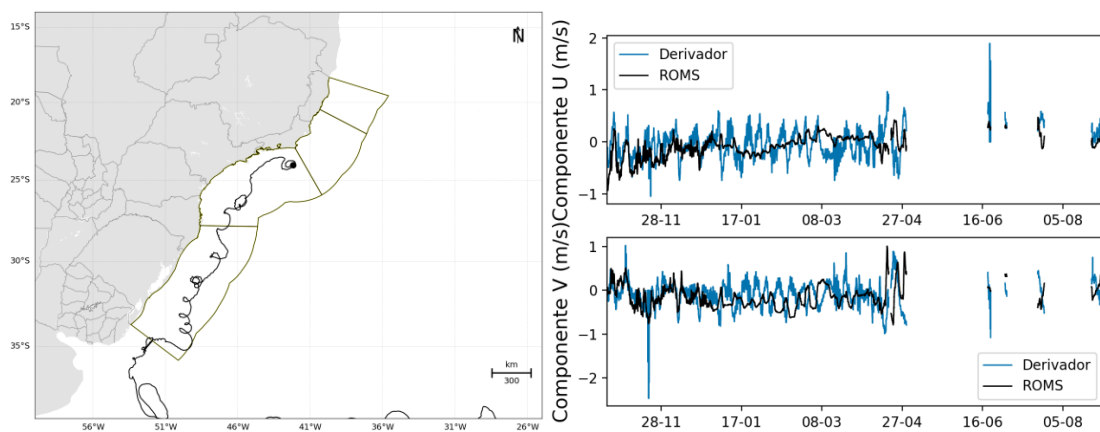 15°S
20°S
25°S
30°S
35°S
56°W
51°W
46°W
41°W
36°W
31°W
26°W
N
km
300
Componente U (m/s)
2
1
0
−1
Derivador
ROMS
28-11
17-01
08-03
27-04
16-06
05-08
Componente V (m/s)
1
0
−1
−2
Derivador
ROMS
28-11
17-01
08-03
27-04
16-06
05-08